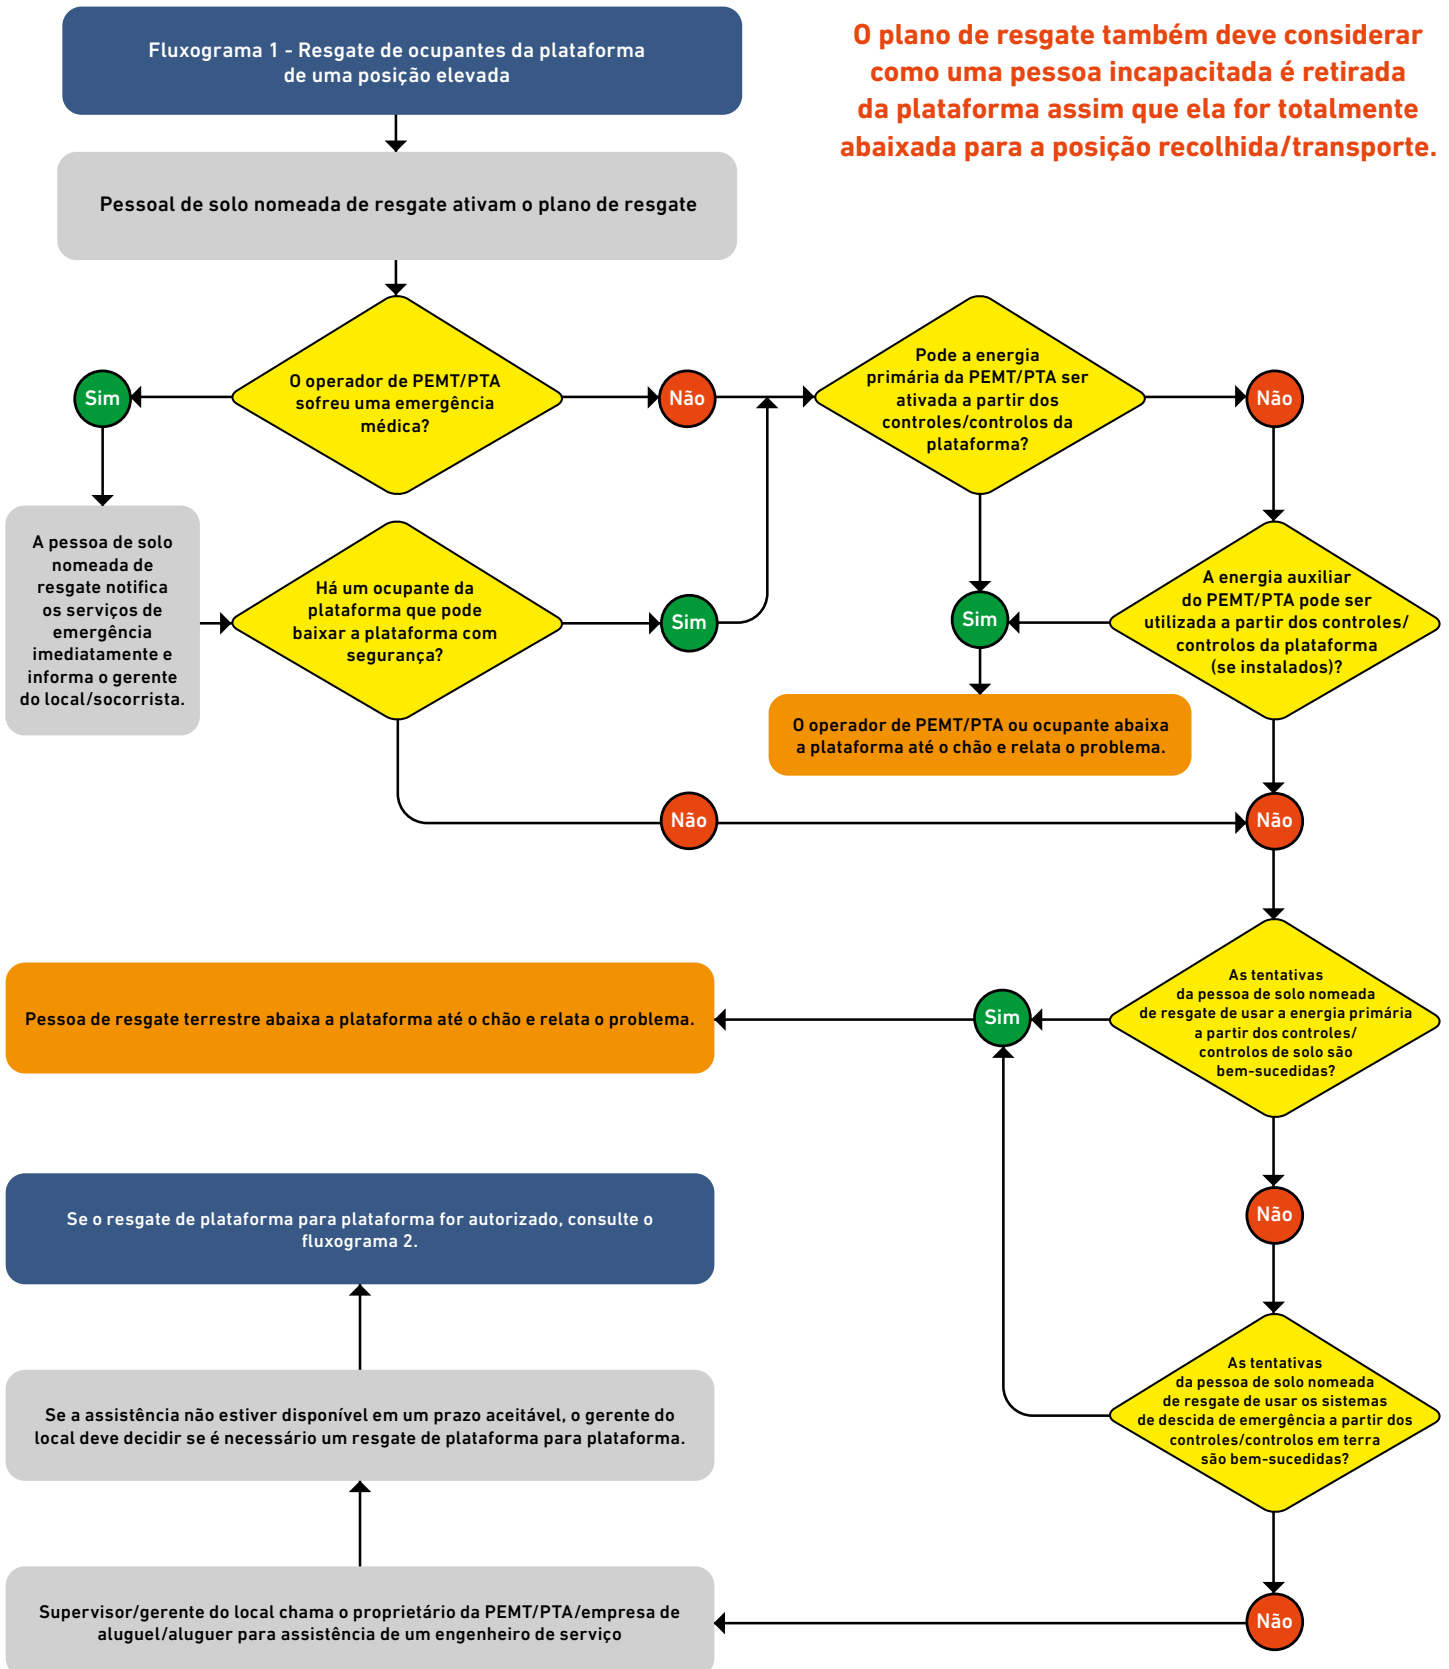 Fluxograma 1 - Resgate de ocupantes da plataforma
de uma posição elevada
O plano de resgate também deve considerar
como uma pessoa incapacitada é retirada
da plataforma assim que ela for totalmente
abaixada para a posição recolhida/transporte.
Pessoal de solo nomeada de resgate ativam o plano de resgate
O operador de PEMT/PTA
sofreu uma emergência
médica?
Sim
Não
Pode a energia
primária da PEMT/PTA ser
ativada a partir dos
controles/controlos da
plataforma?
Não
A pessoa de solo
nomeada de
resgate notifica
os serviços de
emergência
imediatamente e
informa o gerente
do local/socorrista.
Há um ocupante da
plataforma que pode
baixar a plataforma com
segurança?
Sim
Sim
A energia auxiliar
do PEMT/PTA pode ser
utilizada a partir dos controles/
controlos da plataforma
(se instalados)?
O operador de PEMT/PTA ou ocupante abaixa
a plataforma até o chão e relata o problema.
Não
Não
As tentativas
da pessoa de solo nomeada
de resgate de usar a energia primária
a partir dos controles/
controlos de solo são
bem-sucedidas?
Sim
Pessoa de resgate terrestre abaixa a plataforma até o chão e relata o problema.
Não
Se o resgate de plataforma para plataforma for autorizado, consulte o
fluxograma 2.
As tentativas
da pessoa de solo nomeada
de resgate de usar os sistemas
de descida de emergência a partir dos
controles/controlos em terra
são bem-sucedidas?
Se a assistência não estiver disponível em um prazo aceitável, o gerente do
local deve decidir se é necessário um resgate de plataforma para plataforma.
Não
Supervisor/gerente do local chama o proprietário da PEMT/PTA/empresa de
aluguel/aluguer para assistência de um engenheiro de serviço